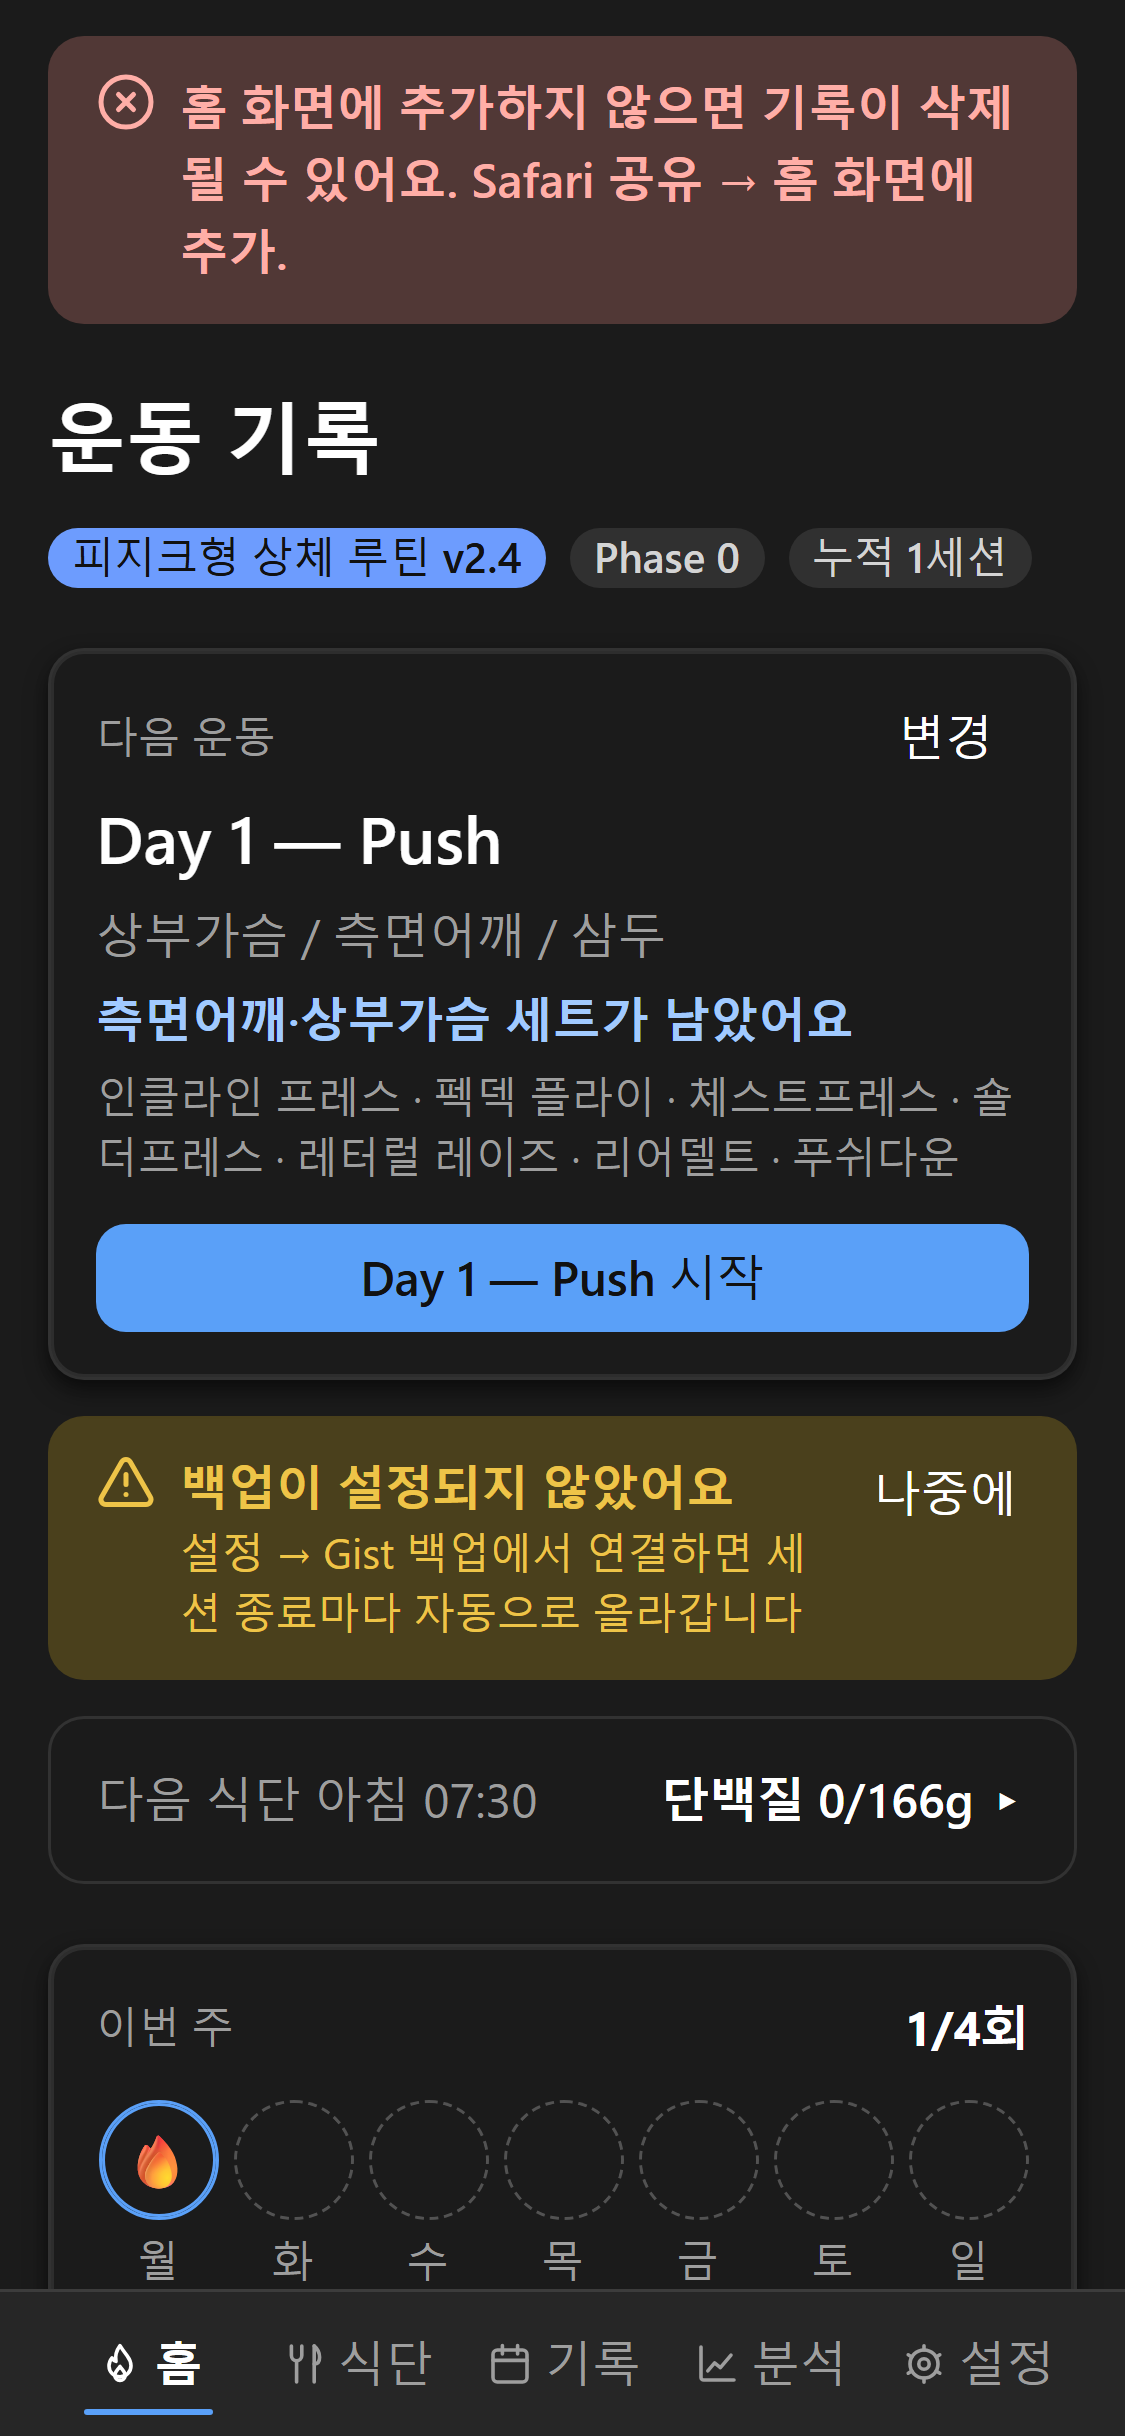 홈 화면에 추가하지 않으면 기록이 삭제
될 수 있어요. Safari 공유 → 홈 화면에
추가.
운동 기록
피지크형 상체 루틴 v2.4
Phase 0
누적 1세션
다음 운동
변경
Day 1 — Push
상부가슴 / 측면어깨 / 삼두
측면어깨·상부가슴 세트가 남았어요
인클라인 프레스 · 펙덱 플라이 · 체스트프레스 · 숄
더프레스 · 레터럴 레이즈 · 리어델트 · 푸쉬다운
Day 1 — Push 시작
백업이 설정되지 않았어요
나중에
설정 → Gist 백업에서 연결하면 세
션 종료마다 자동으로 올라갑니다
다음 식단 아침 07:30
단백질 0/166g ▸
이번 주
1/4회
월 화 수 목 금 토 일
홈 식단 기록 분석 설정